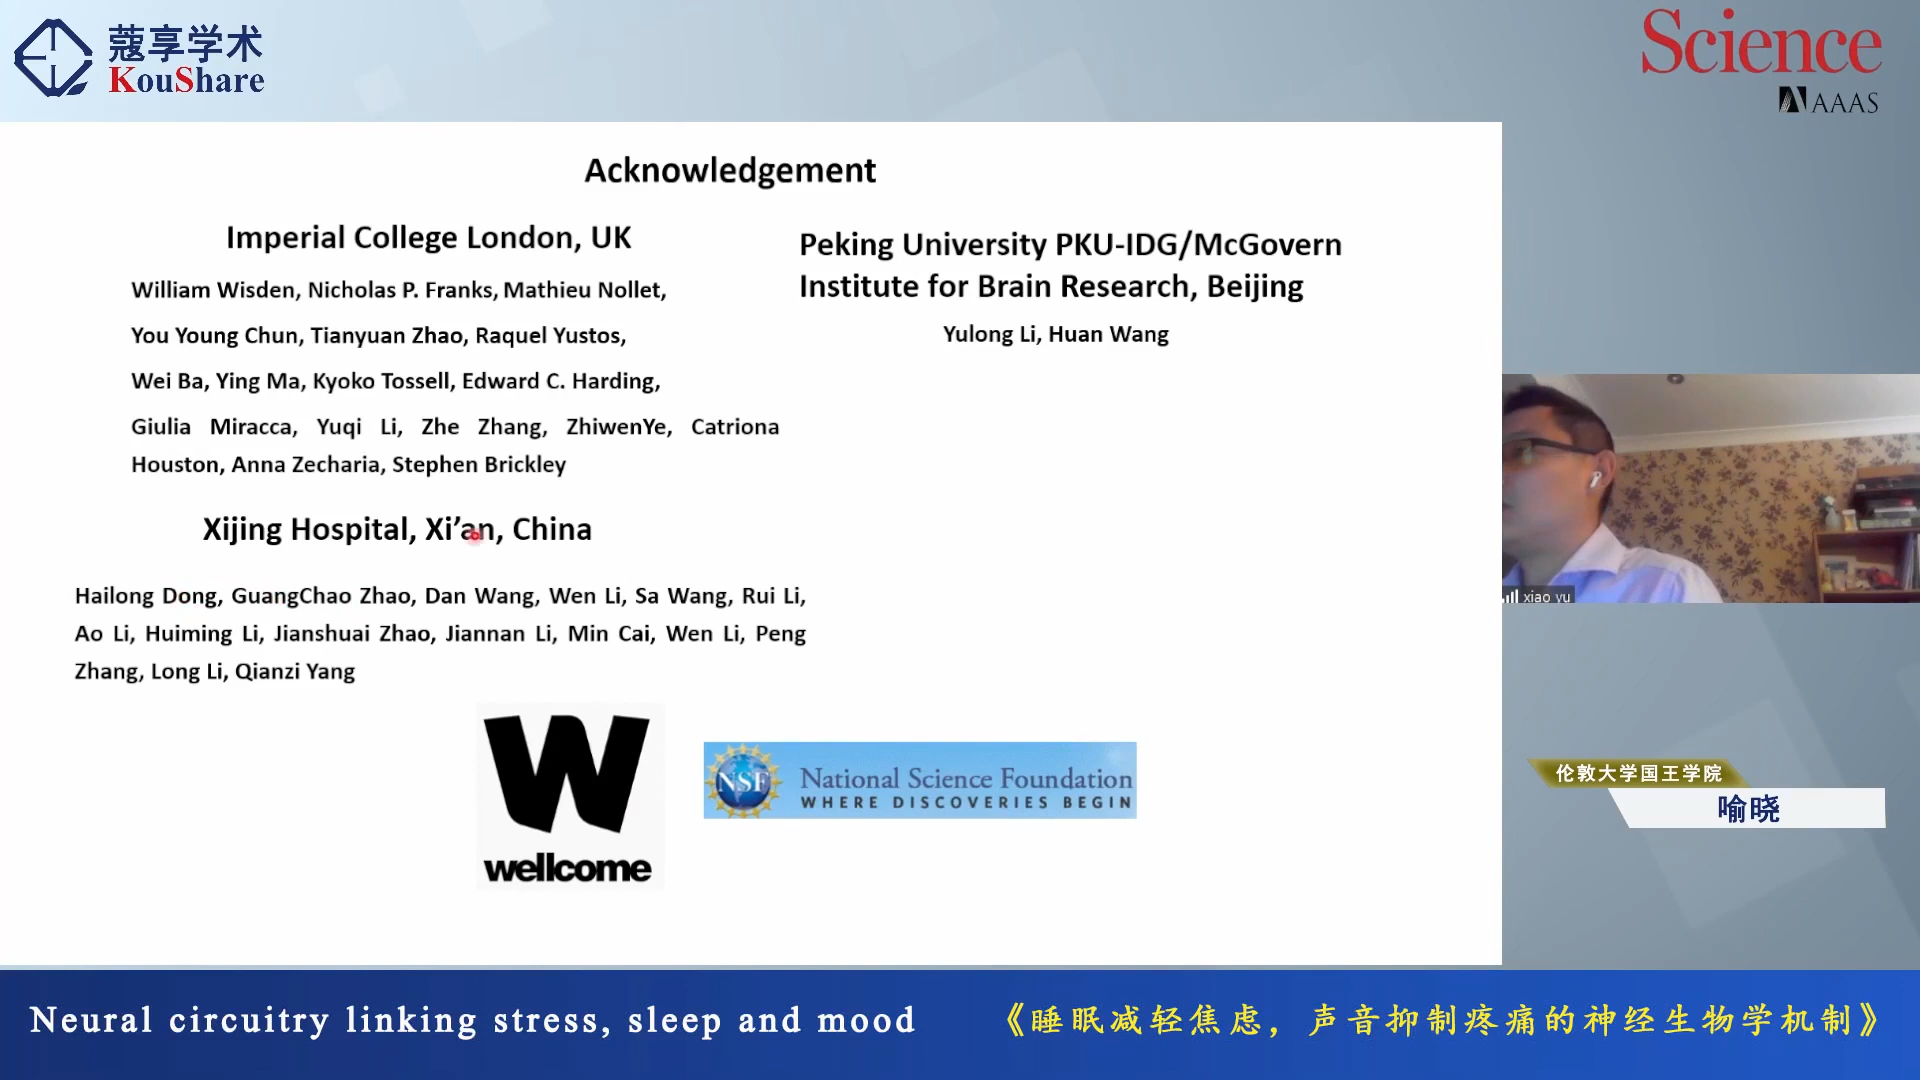 蔻享学术
KouShare
Science
AAAS
Acknowledgement
Imperial College London, UK
William Wisden, Nicholas P. Franks, Mathieu Nollet,
You Young Chun, Tianyuan Zhao, Raquel Yustos,
Wei Ba, Ying Ma, Kyoko Tossell, Edward C. Harding,
Giulia Miracca, Yuqi Li, Zhe Zhang, ZhiwenYe, Catriona
Houston, Anna Zecharia, Stephen Brickley
Xijing Hospital, Xi’an, China
Hailong Dong, GuangChao Zhao, Dan Wang, Wen Li, Sa Wang, Rui Li,
Ao Li, Huiming Li, Jianshuai Zhao, Jiannan Li, Min Cai, Wen Li, Peng
Zhang, Long Li, Qianzi Yang
Peking University PKU-IDG/McGovern
Institute for Brain Research, Beijing
Yulong Li, Huan Wang
W
wellcome
NSF
National Science Foundation
WHERE DISCOVERIES BEGIN
xiao yu
伦敦大学国王学院
喻晓
Neural circuitry linking stress, sleep and mood
《睡眠减轻焦虑，声音抑制疼痛的神经生物学机制》